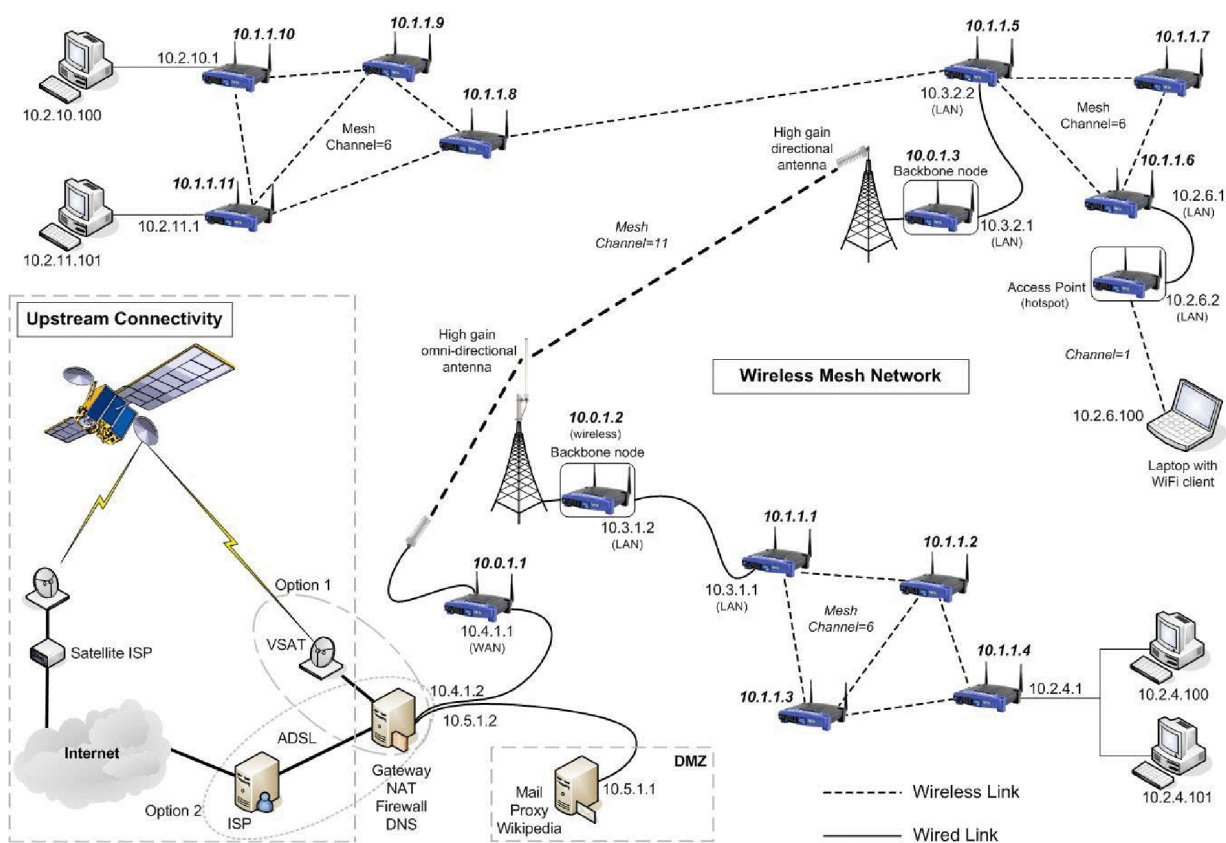 10.1.1.10
10.1.1.9
10.2.10.1
10.2.10.100
10.1.1.8
Mesh
Channel=6
10.1.1.11
10.2.11.1
10.2.11.101
10.1.1.5
10.1.1.7
10.3.2.2
(LAN)
Mesh
Channel=6
High gain
directional
antenna
10.0.1.3
Backbone node
10.3.2.1
(LAN)
10.1.1.6
10.2.6.1
(LAN)
Mesh
Channel=11
Access Point
(hotspot)
10.2.6.2
(LAN)
Channel=1
10.2.6.100
Laptop with
WiFi client
Upstream Connectivity
High gain
omni-directional
antenna
Wireless Mesh Network
10.0.1.2
(wireless)
Backbone node
10.3.1.2
(LAN)
10.1.1.1
10.1.1.2
10.3.1.1
(LAN)
Mesh
Channel=6
10.1.1.3
10.1.1.4
10.2.4.1
10.2.4.100
10.2.4.101
Option 1
10.0.1.1
10.4.1.1
(WAN)
Satellite ISP
VSAT
10.4.1.2
10.5.1.2
Internet
ADSL
Option 2
ISP
Gateway
NAT
Firewall
DNS
DMZ
Mail
Proxy
Wikipedia
10.5.1.1
Wireless Link
Wired Link